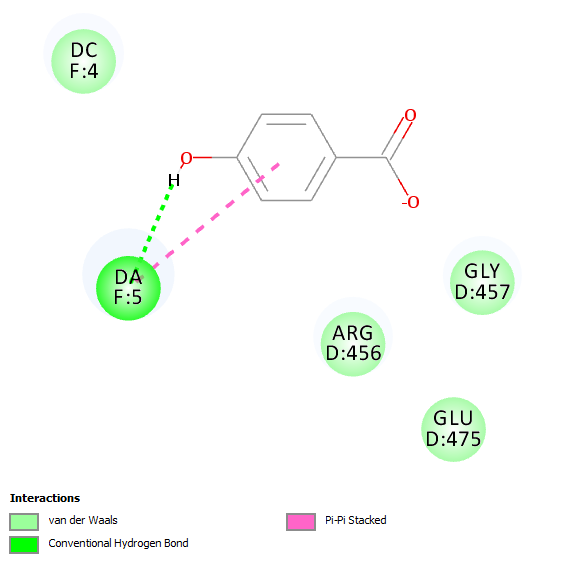 DC
F:4
O
O
H
-O
DA
F:5
GLY
D:457
ARG
D:456
GLU
D:475
Interactions
van der Waals
Pi-Pi Stacked
Conventional Hydrogen Bond